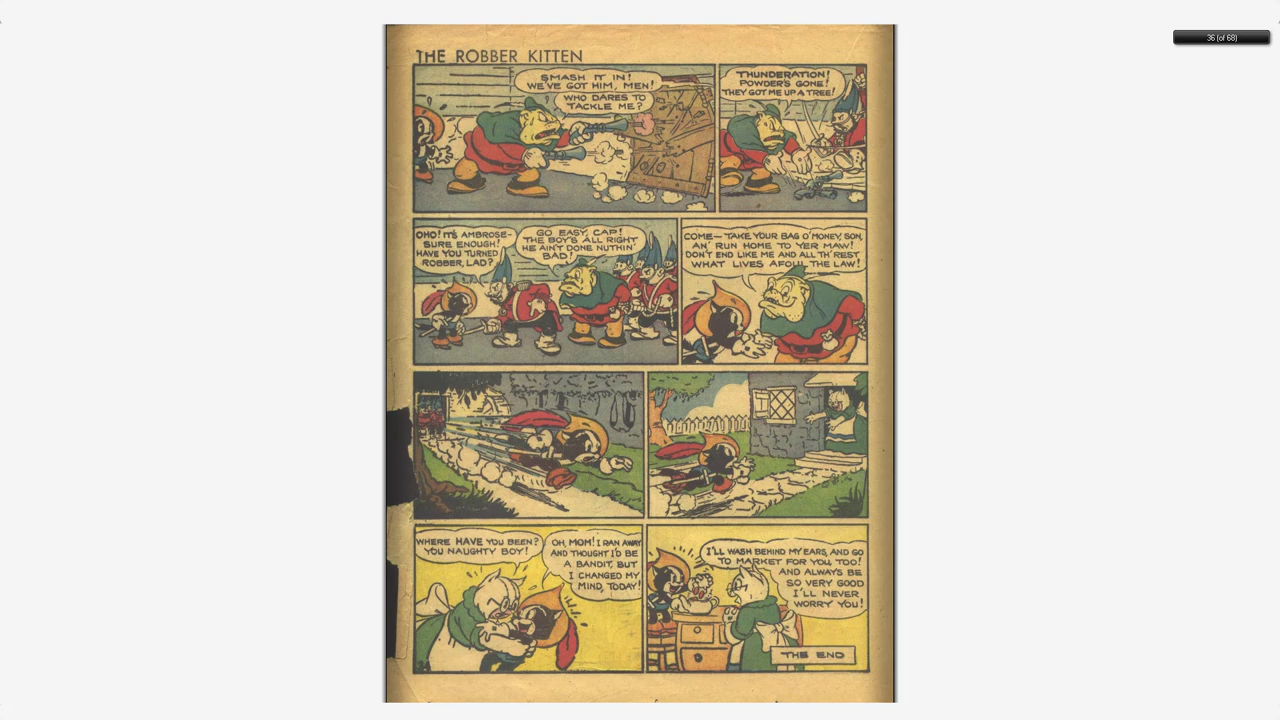 36 (of 68)
THE ROBBER KITTEN
SMASH IT IN!
WE'VE GOT HIM, MEN!
WHO DARES TO
TACKLE ME?
THUNDERATION!
POWDER'S GONE!
THEY GOT ME UP A TREE!
OHO! IT'S AMBROSE-
SURE ENOUGH!
HAVE YOU TURNED
ROBBER, LAD?
GO EASY, CAP!
THE BOY'S ALL RIGHT
HE AIN'T DONE NUTHIN'
BAD!
COME- TAKE YOUR BAG O' MONEY, SON,
AN' RUN HOME TO YER MAW!
DON'T END LIKE ME AND ALL TH' REST
WHAT LIVES AFOUL THE LAW!
WHERE HAVE YOU BEEN?
YOU NAUGHTY BOY!
OH, MOM! I RAN AWAY
AND THOUGHT I'D BE
A BANDIT, BUT
I CHANGED MY
MIND, TODAY!
I'LL WASH BEHIND MY EARS, AND GO
TO MARKET FOR YOU TOO!
AND ALWAYS BE
SO VERY GOOD
I'LL NEVER
WORRY YOU!
THE END